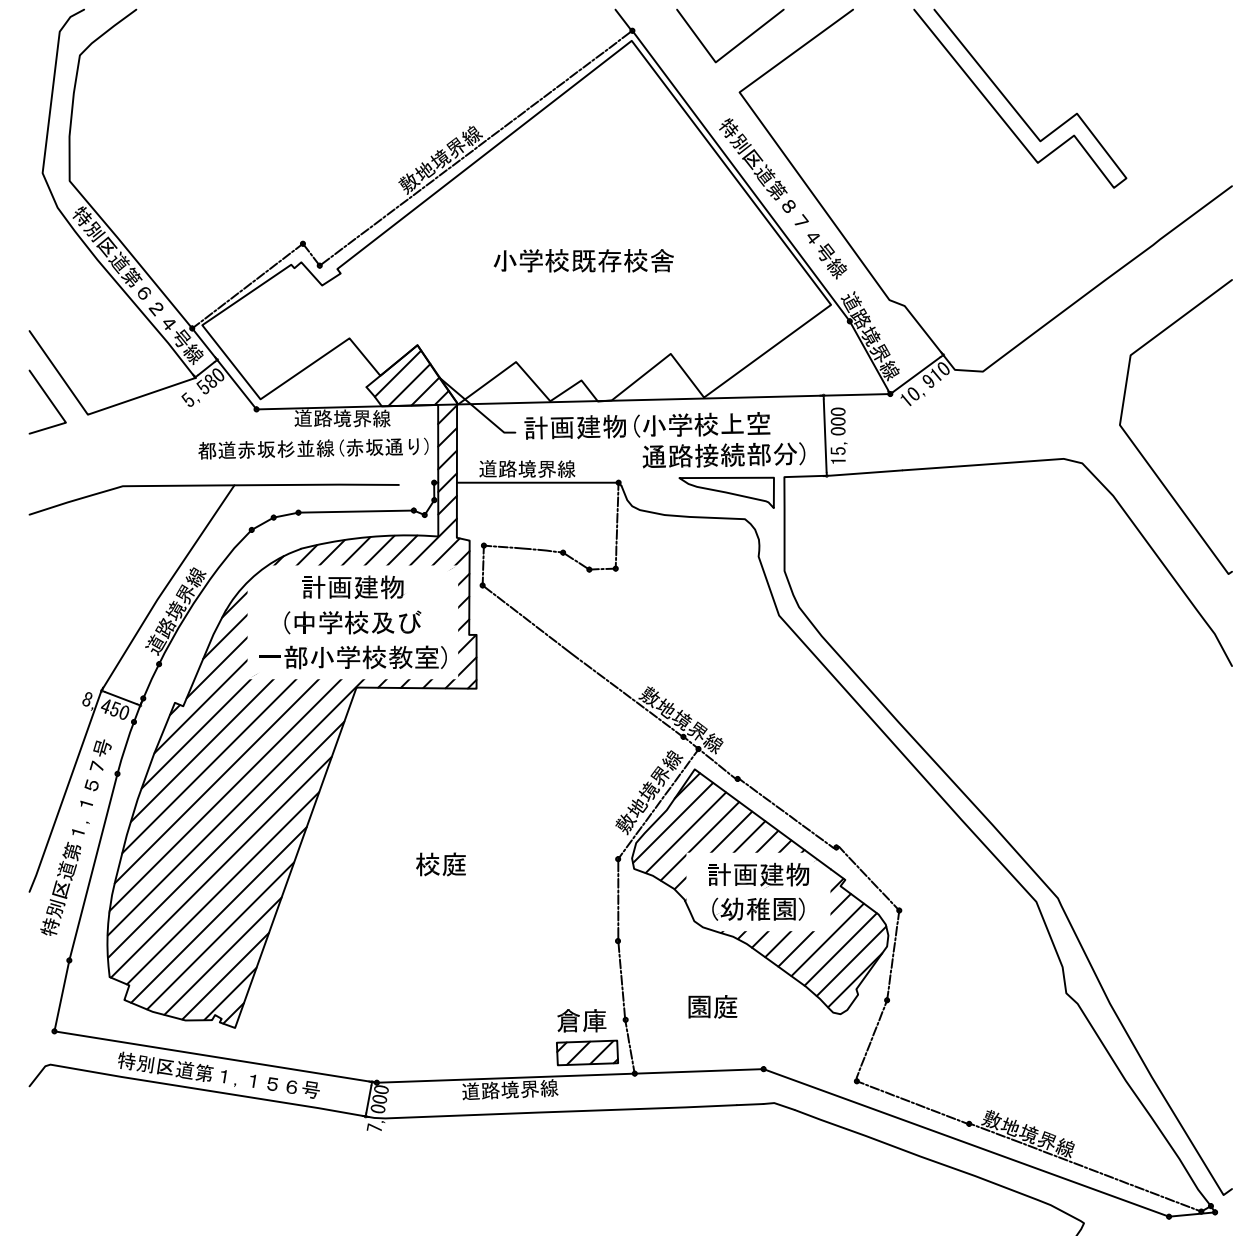 敷地境界線
特別区道第８７４号線
道路境界線
小学校既存校舎
特別区道第６２４号線
5,580
10,910
道路境界線
計画建物(小学校上空
通路接続部分)
15,000
都道赤坂杉並線(赤坂通り)
道路境界線
計画建物
(中学校及び
一部小学校教室)
道路境界線
8,450
敷地境界線
敷地境界線
特別区道第１,１５７号
校庭
計画建物
(幼稚園)
園庭
倉庫
特別区道第１,１５６号
7,000
道路境界線
敷地境界線